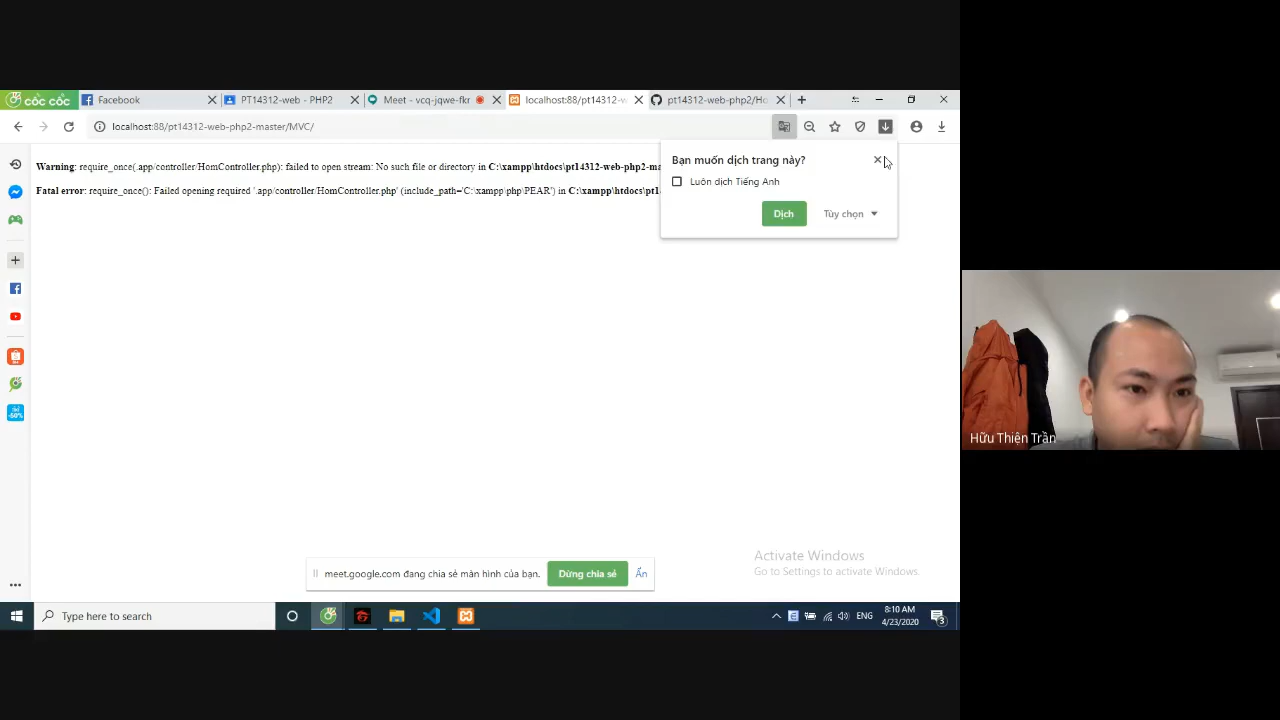 cốc cốc
Facebook
PT14312-web - PHP2
Meet - vcq-jqwe-fkr
localhost:88/pt14312-w
pt14312-web-php2/Ho
localhost:88/pt14312-web-php2-master/MVC/
Warning: require_once(.app/controller/HomController.php): failed to open stream: No such file or directory in C:\xampp\htdocs\pt14312-web-php2-ma
Fatal error: require_once(): Failed opening required '.app/controller/HomController.php' (include_path='C:\xampp\php\PEAR') in C:\xampp\htdocs\pt1
Bạn muốn dịch trang này?
Luôn dịch Tiếng Anh
Dịch
Tùy chọn
Hữu Thiện Trần
Activate Windows
Go to Settings to activate Windows.
meet.google.com đang chia sẻ màn hình của bạn.
Dừng chia sẻ
Ẩn
Type here to search
ENG
8:10 AM
4/23/2020
3